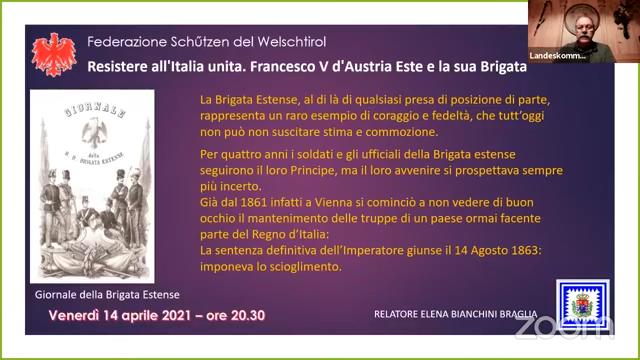 Federazione Schűtzen del Welschtirol
Resistere all'Italia unita. Francesco V d'Austria Este e la sua Brigata
Landeskomm...
GIORNALE
della
R. D. BRIGATA ESTENSE
La Brigata Estense, al di là di qualsiasi presa di posizione di parte,
rappresenta un raro esempio di coraggio e fedeltà, che tutt'oggi
non può non suscitare stima e commozione.
Per quattro anni i soldati e gli ufficiali della Brigata estense
seguirono il loro Principe, ma il loro avvenire si prospettava sempre
più incerto.
Già dal 1861 infatti a Vienna si cominciò a non vedere di buon
occhio il mantenimento delle truppe di un paese ormai facente
parte del Regno d'Italia:
La sentenza definitiva dell'Imperatore giunse il 14 Agosto 1863:
imponeva lo scioglimento.
Giornale della Brigata Estense
Venerdì 14 aprile 2021 – ore 20.30
RELATORE ELENA BIANCHINI BRAGLIA
zoom